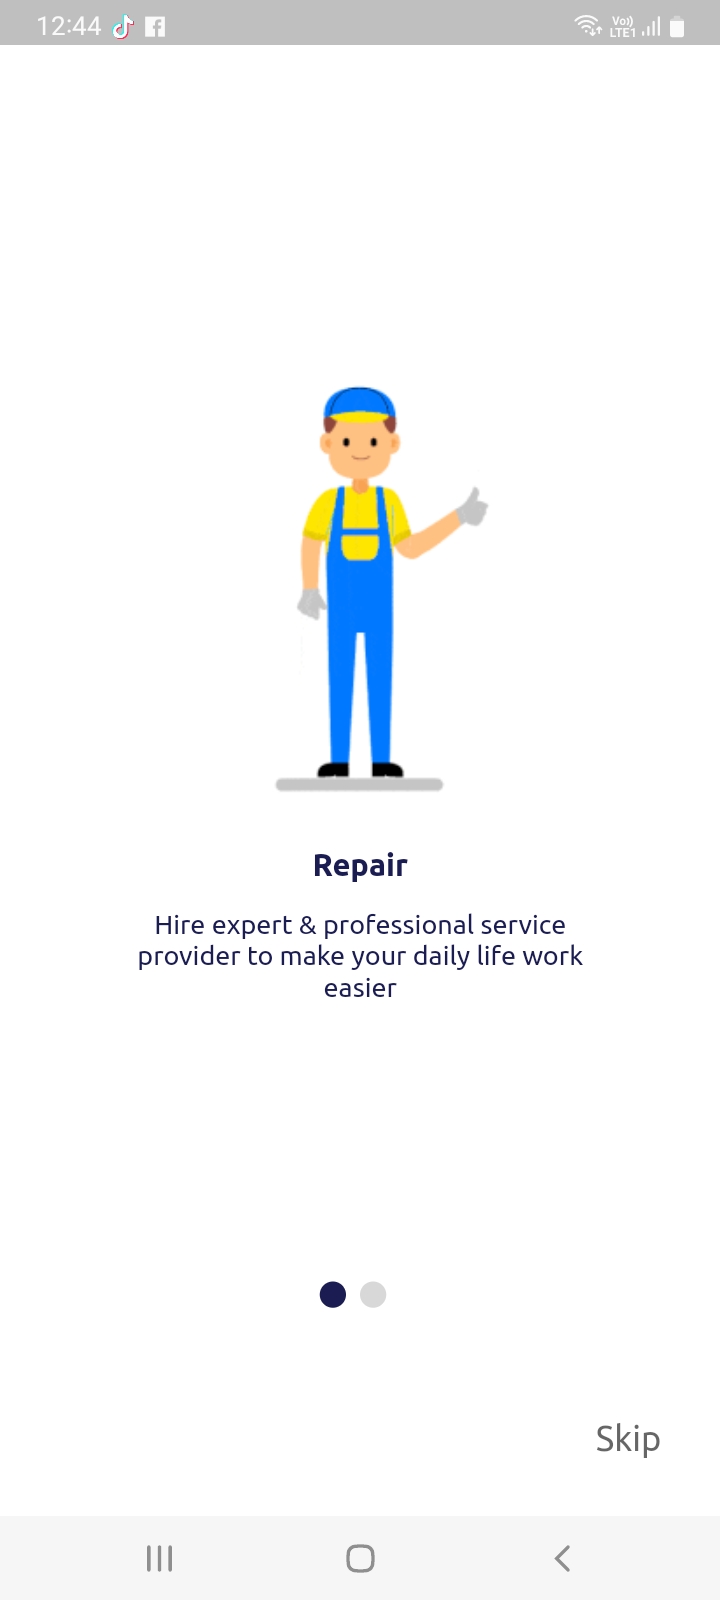 12:44
Vo))
LTE1
Repair
Hire expert & professional service
provider to make your daily life work
easier
Skip